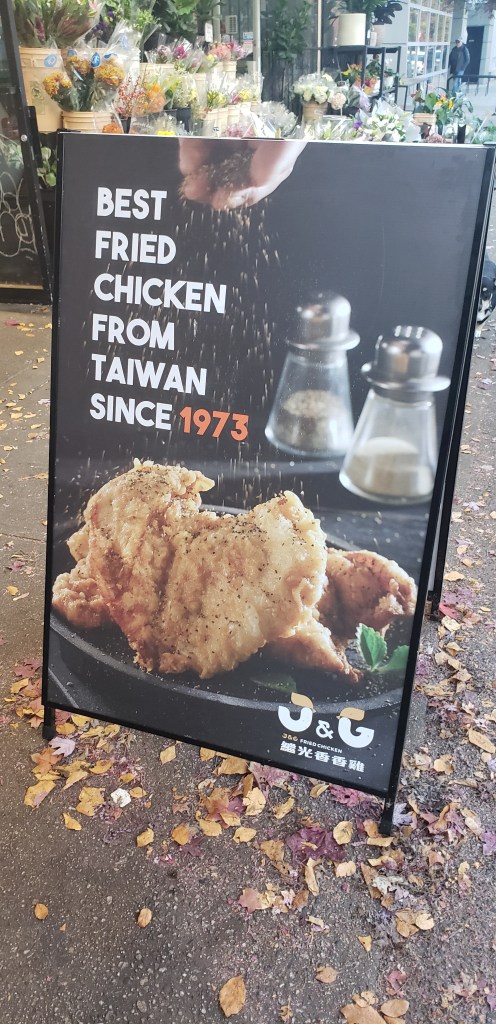 BEST
FRIED
CHICKEN
FROM
TAIWAN
SINCE 1973
J&G
J&G FRIED CHICKEN
繼光香香雞